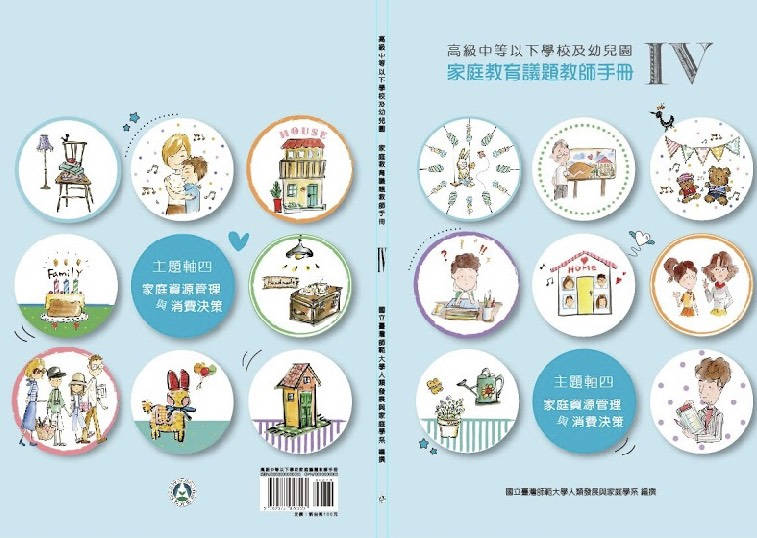 HOUSE
Family
主題軸四
家庭資源管理
與消費決策
高級中等以下學校及幼兒園 家庭教育議題教師手冊 IV 國立臺灣師範大學人類發展與家庭學系 編撰
高級中等以下學校及幼兒園
家庭教育議題教師手冊
IV
? !!
Home
主題軸四
家庭資源管理
與消費決策
國立臺灣師範大學人類發展與家庭學系 編撰